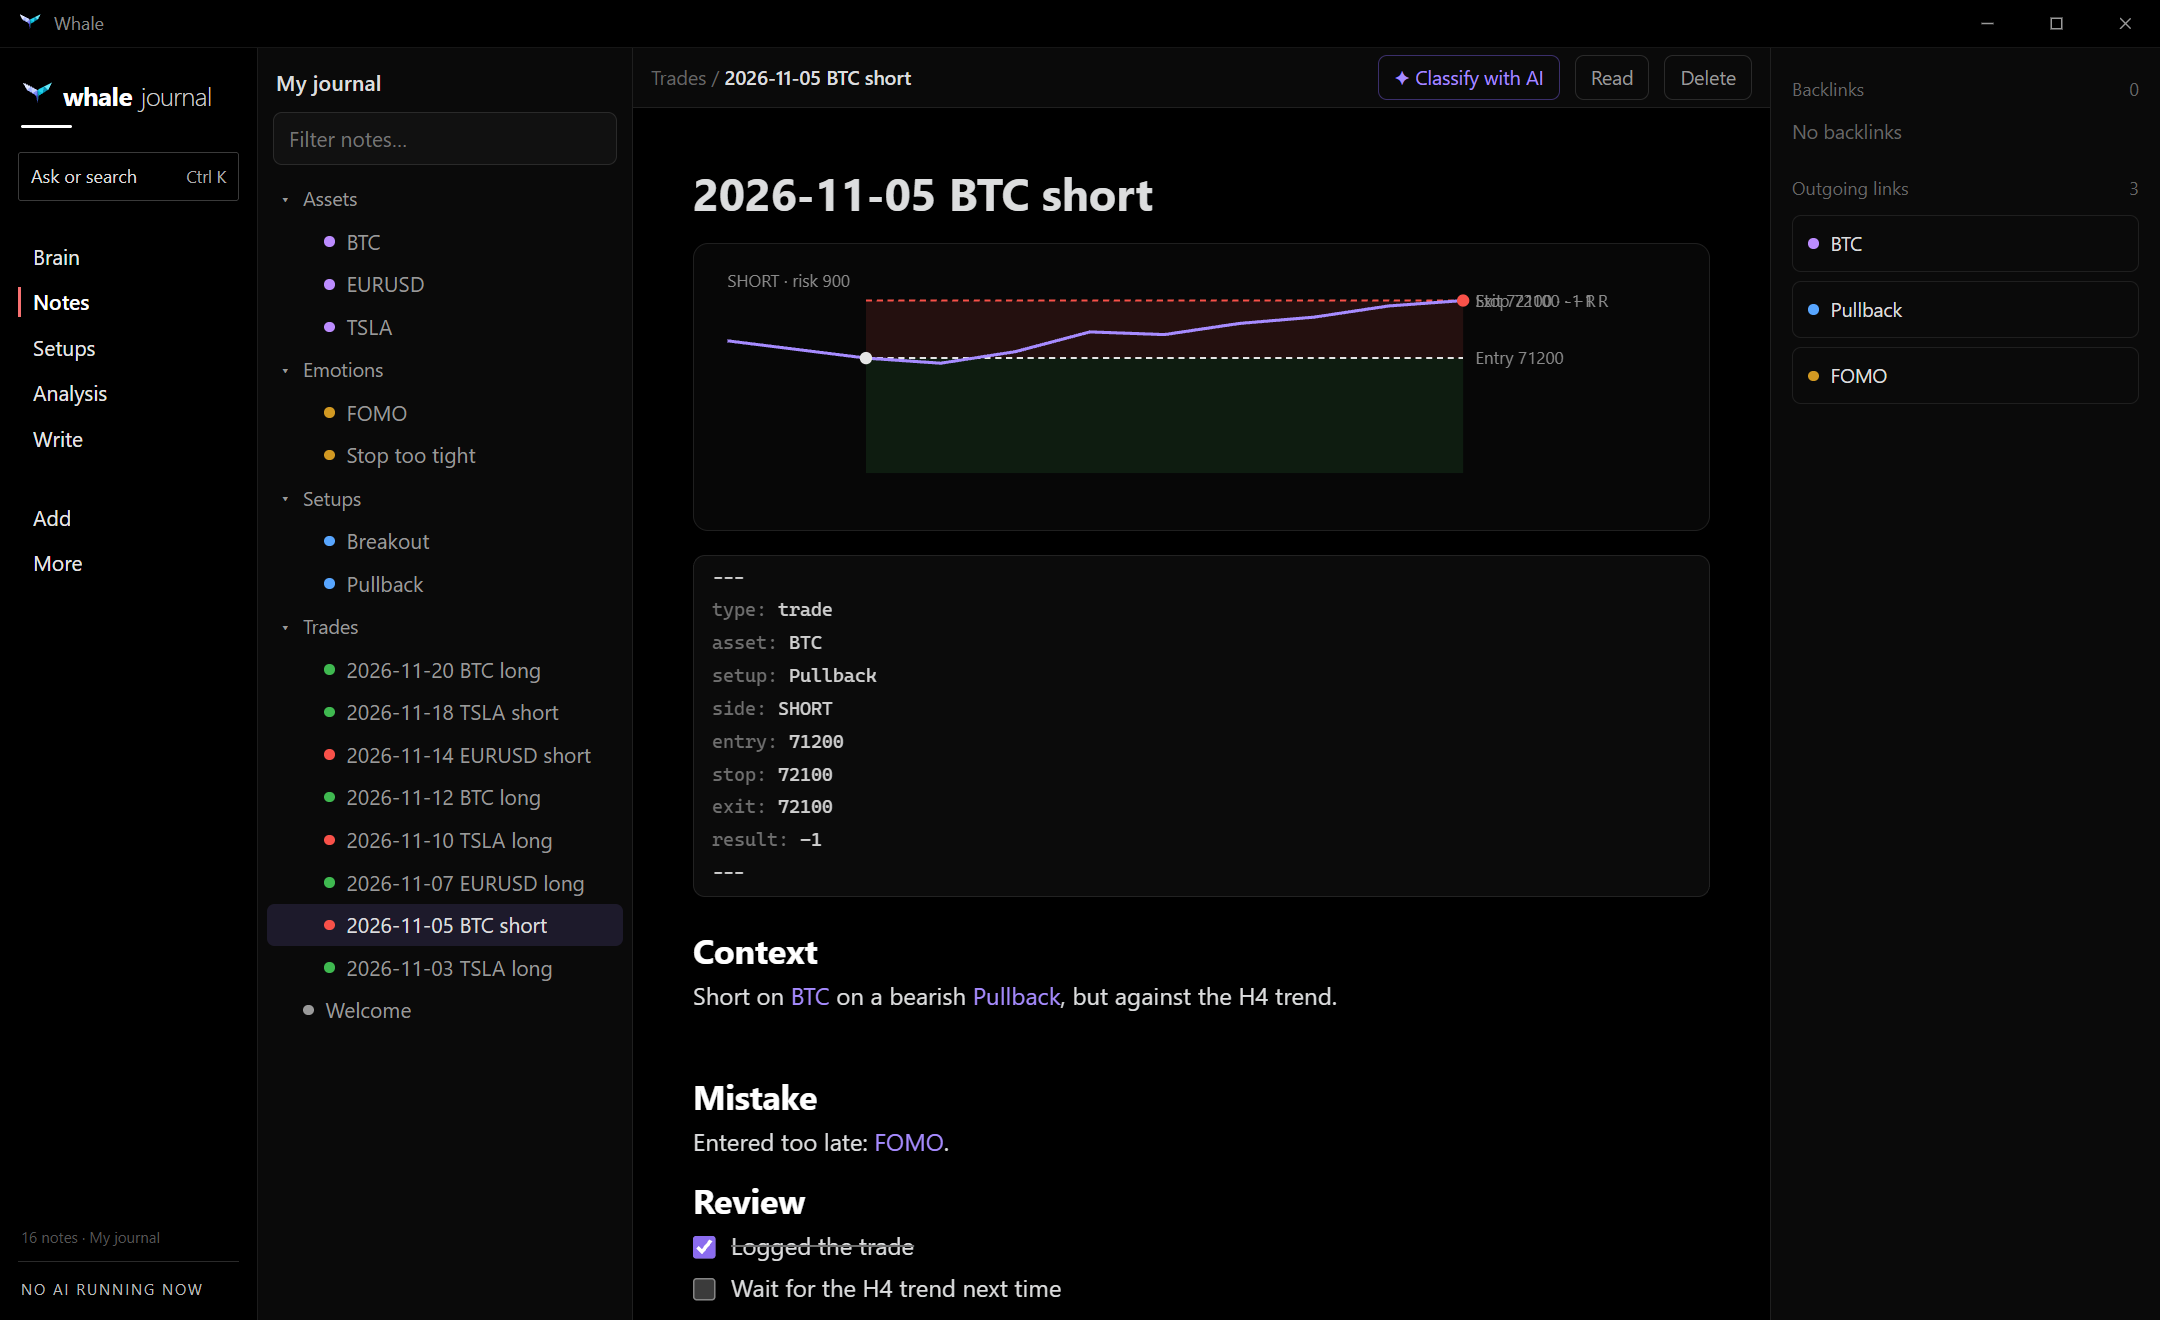 Whale
whale journal
Ask or search Ctrl K
Brain
Notes
Setups
Analysis
Write
Add
More
16 notes · My journal
NO AI RUNNING NOW
My journal
Filter notes...
Assets
BTC
EURUSD
TSLA
Emotions
FOMO
Stop too tight
Setups
Breakout
Pullback
Trades
2026-11-20 BTC long
2026-11-18 TSLA short
2026-11-14 EURUSD short
2026-11-12 BTC long
2026-11-10 TSLA long
2026-11-07 EURUSD long
2026-11-05 BTC short
2026-11-03 TSLA long
Welcome
Trades / 2026-11-05 BTC short
✦ Classify with AI
Read
Delete
2026-11-05 BTC short
SHORT · risk 900
Entry 71200
---
type: trade
asset: BTC
setup: Pullback
side: SHORT
entry: 71200
stop: 72100
exit: 72100
result: −1
---
Context
Short on BTC on a bearish Pullback, but against the H4 trend.
Mistake
Entered too late: FOMO.
Review
Logged the trade
Wait for the H4 trend next time
Backlinks 0
No backlinks
Outgoing links 3
BTC
Pullback
FOMO